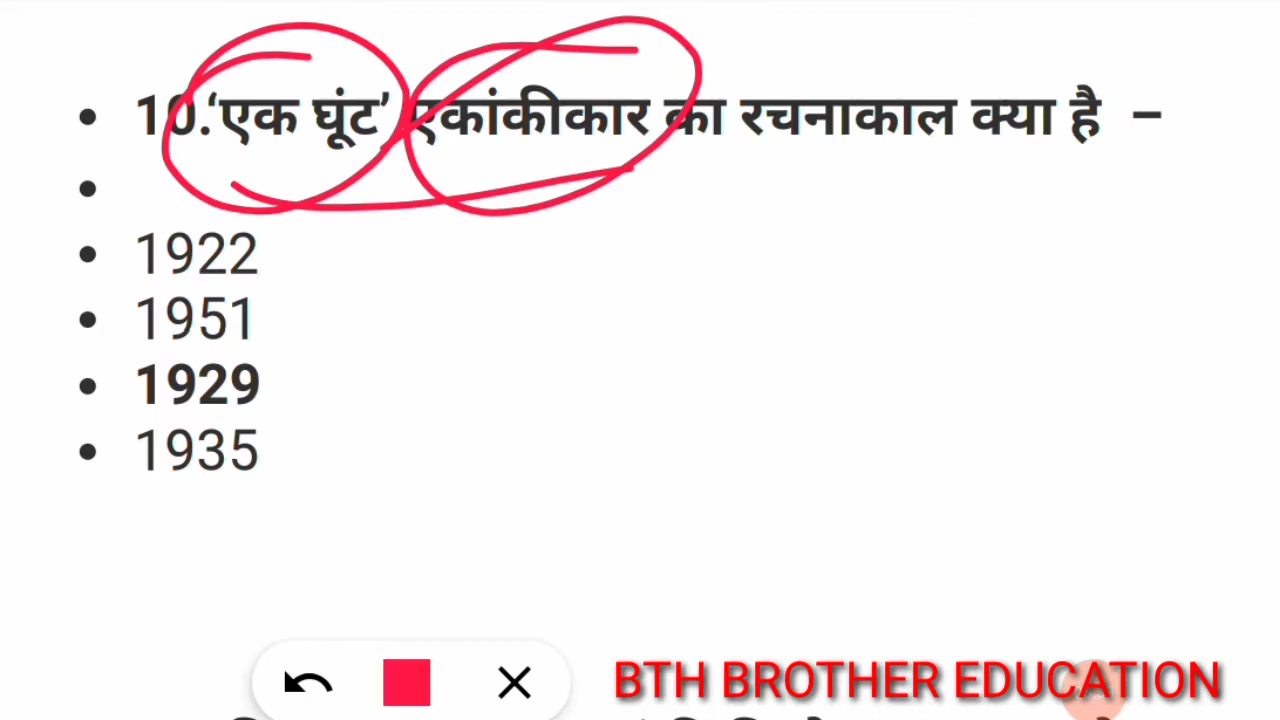 10.‘एक घूंट’ एकांकीकार का रचनाकाल क्या है –
1922
1951
1929
1935
BTH BROTHER EDUCATION